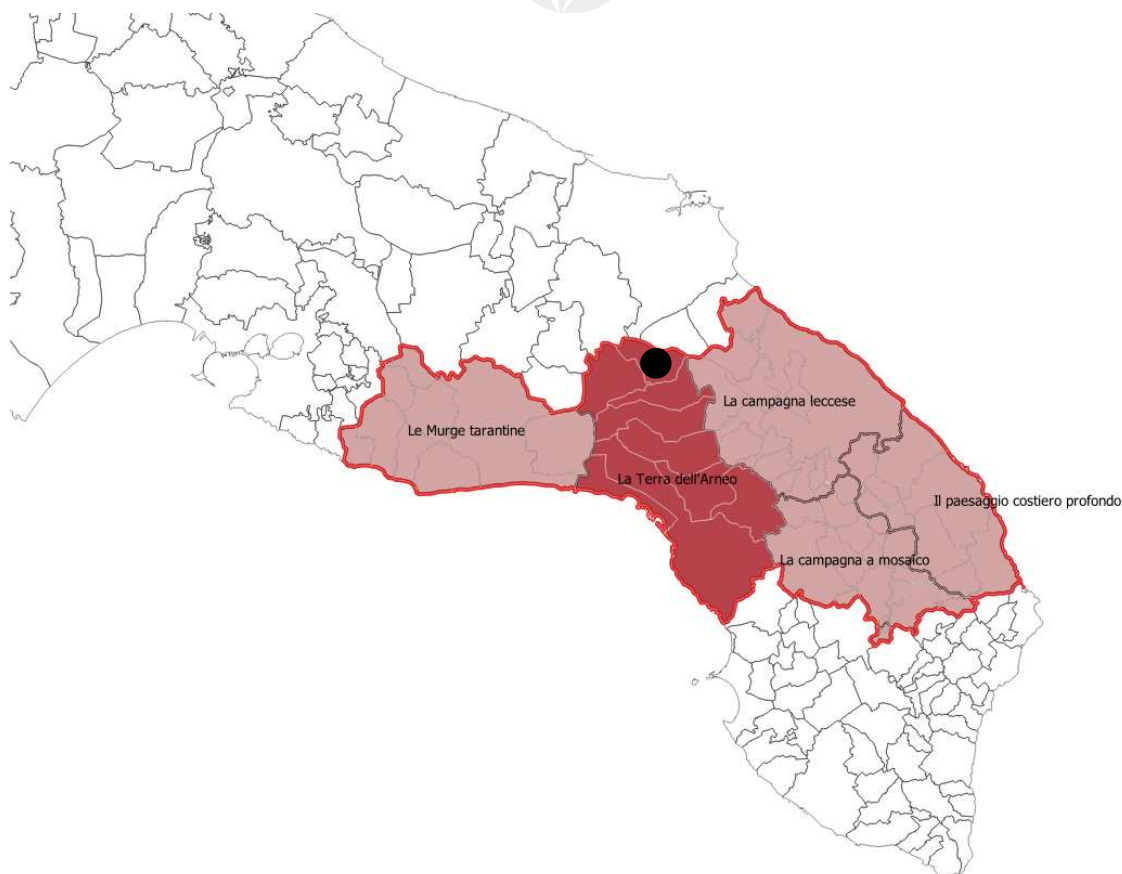 La campagna leccese
Le Murge tarantine
La Terra dell'Arneo
Il paesaggio costiero profondo
La campagna a mosaico